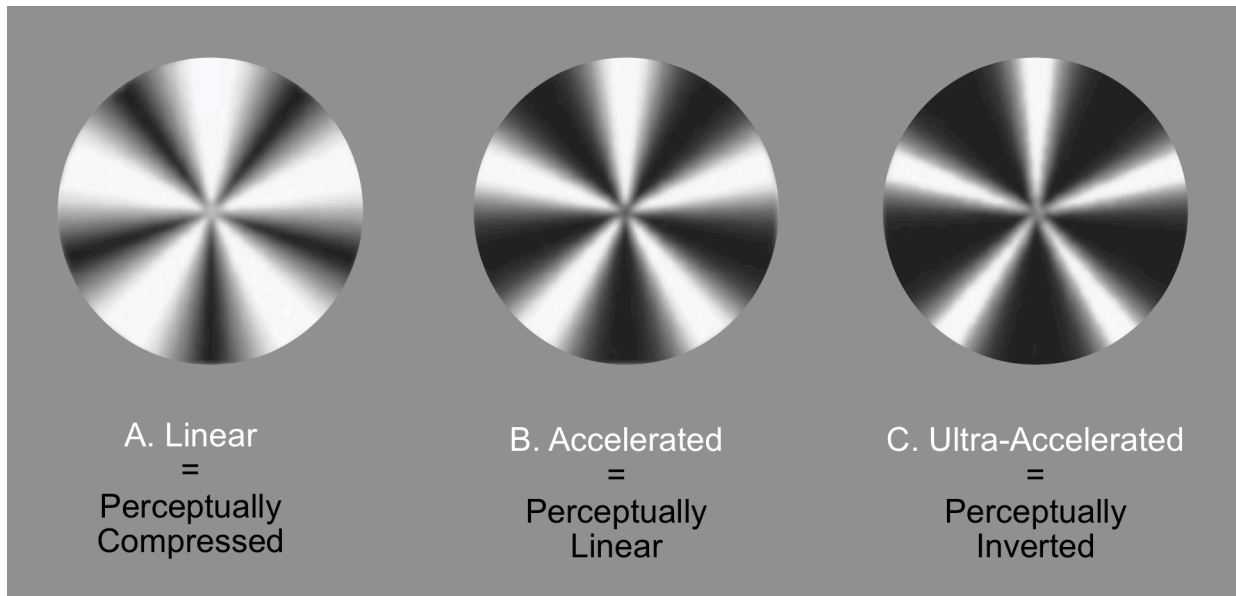 A. Linear
=
Perceptually
Compressed
B. Accelerated
=
Perceptually
Linear
C. Ultra-Accelerated
=
Perceptually
Inverted